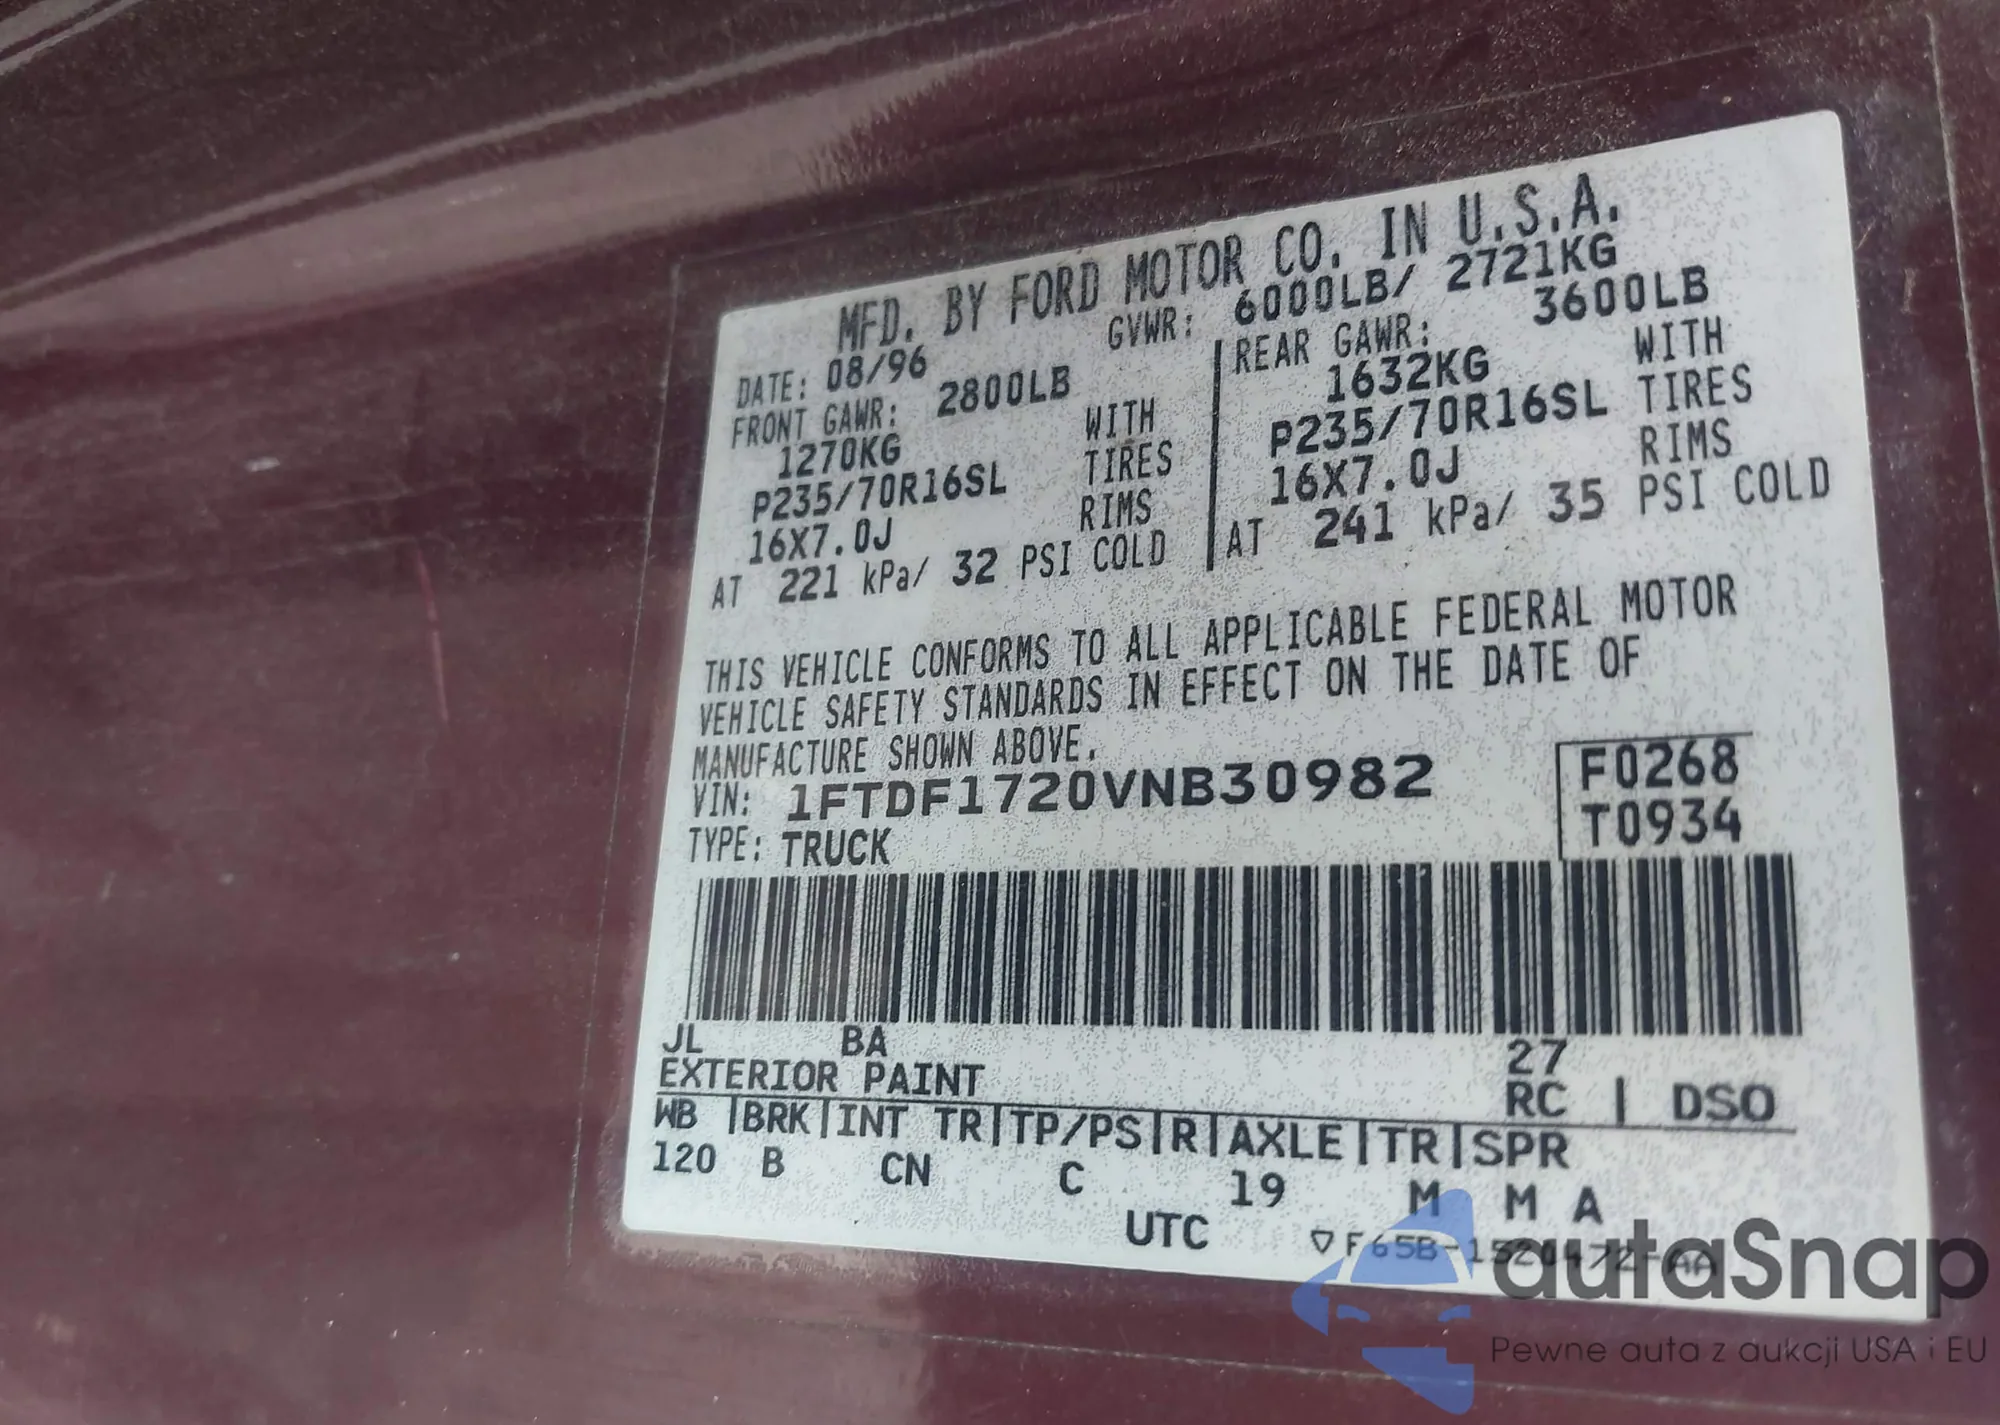 MFD. BY FORD MOTOR CO. IN U.S.A.
DATE: 08/96 GVWR: 6000LB/ 2721KG
FRONT GAWR: 2800LB REAR GAWR: 3600LB
1270KG WITH 1632KG WITH
P235/70R16SL TIRES P235/70R16SL TIRES
16X7.0J RIMS 16X7.0J RIMS
AT 221 kPa/ 32 PSI COLD AT 241 kPa/ 35 PSI COLD
THIS VEHICLE CONFORMS TO ALL APPLICABLE FEDERAL MOTOR
VEHICLE SAFETY STANDARDS IN EFFECT ON THE DATE OF
MANUFACTURE SHOWN ABOVE.
VIN: 1FTDF1720VNB30982 F0268
TYPE: TRUCK T0934
JL BA 27
EXTERIOR PAINT RC | DSO
WB |BRK|INT TR|TP/PS|R|AXLE|TR|SPR
120 B CN C 19 M M A
UTC ▽F65B-1520472-AA
autaSnap
Pewne auta z aukcji USA i EU